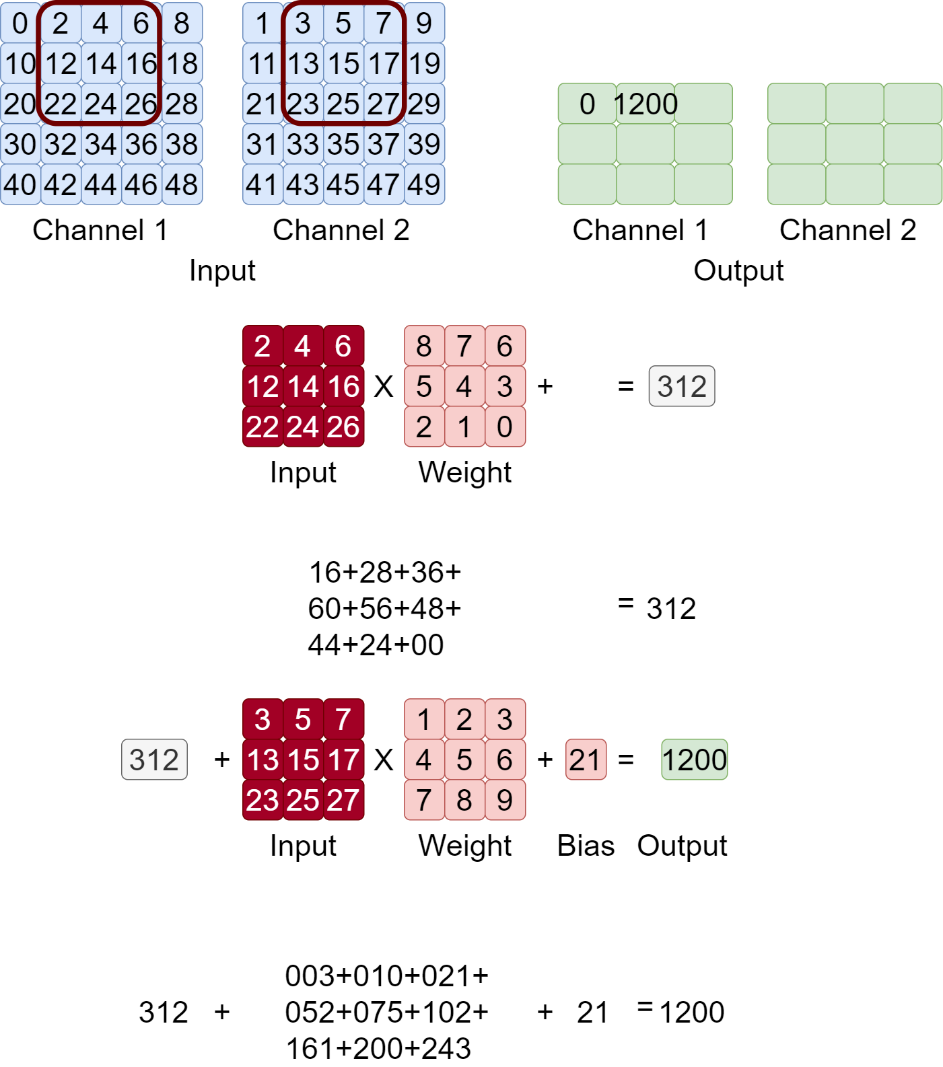 0 2 4 6 8 1 3 5 7 9
10 12 14 16 18 11 13 15 17 19
20 22 24 26 28 21 23 25 27 29 0 1200
30 32 34 36 38 31 33 35 37 39
40 42 44 46 48 41 43 45 47 49
Channel 1 Channel 2 Channel 1 Channel 2
Input Output
2 4 6 8 7 6
12 14 16 X 5 4 3 + = 312
22 24 26 2 1 0
Input Weight
16+28+36+
60+56+48+ = 312
44+24+00
3 5 7 1 2 3
312 + 13 15 17 X 4 5 6 + 21 = 1200
23 25 27 7 8 9
Input Weight Bias Output
003+010+021+
312 + 052+075+102+ + 21 = 1200
161+200+243